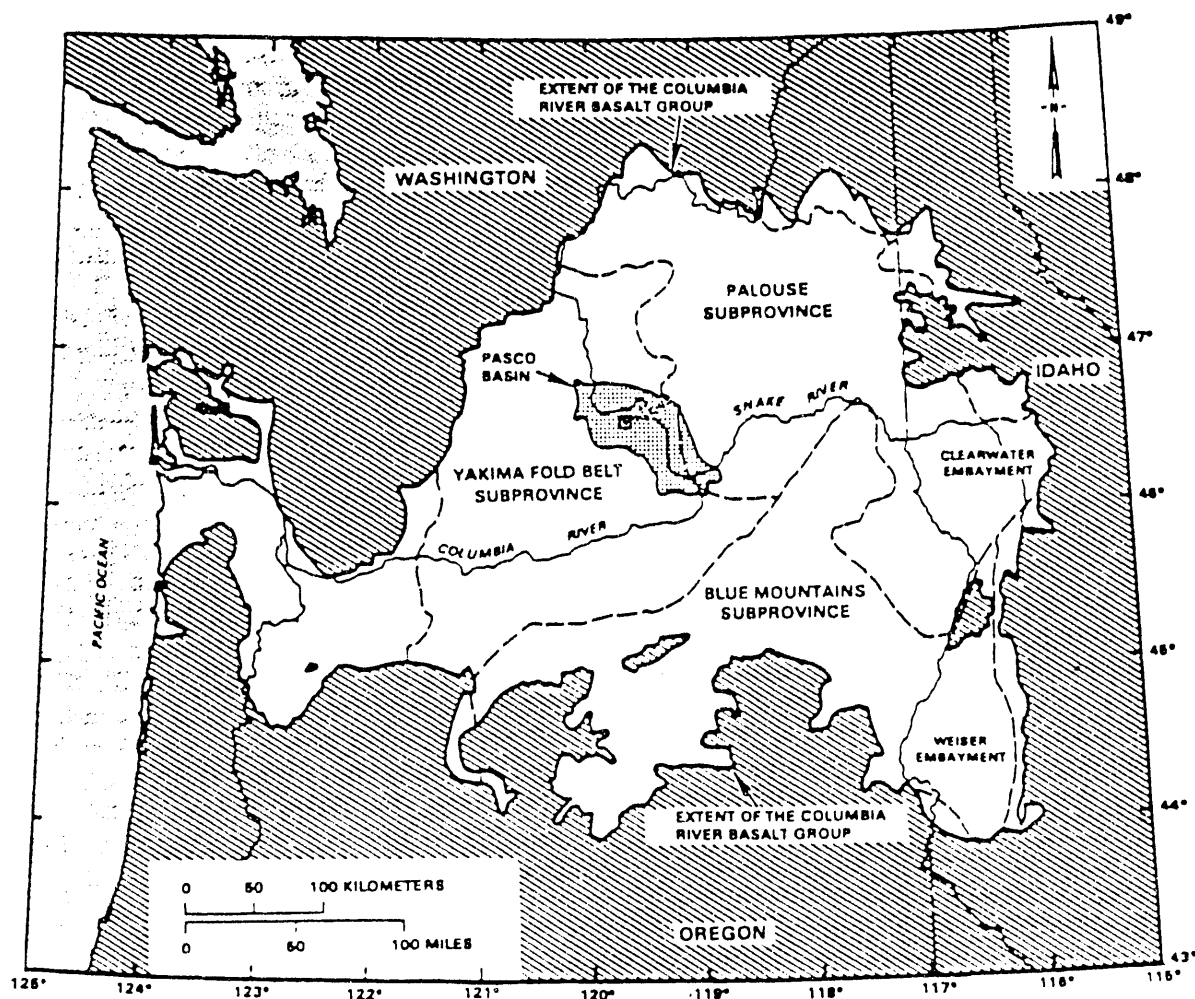 49°
EXTENT OF THE COLUMBIA
RIVER BASALT GROUP
N
WASHINGTON
48°
PALOUSE
SUBPROVINCE
47°
PASCO
BASIN
IDAHO
SNAKE RIVER
CLEARWATER
EMBAYMENT
YAKIMA FOLD BELT
SUBPROVINCE
46°
COLUMBIA RIVER
PACIFIC OCEAN
BLUE MOUNTAINS
SUBPROVINCE
45°
WEISER
EMBAYMENT
44°
EXTENT OF THE COLUMBIA
RIVER BASALT GROUP
0 50 100 KILOMETERS
0 50 100 MILES
OREGON
43°
125° 124° 123° 122° 121° 120° 119° 118° 117° 116° 115°